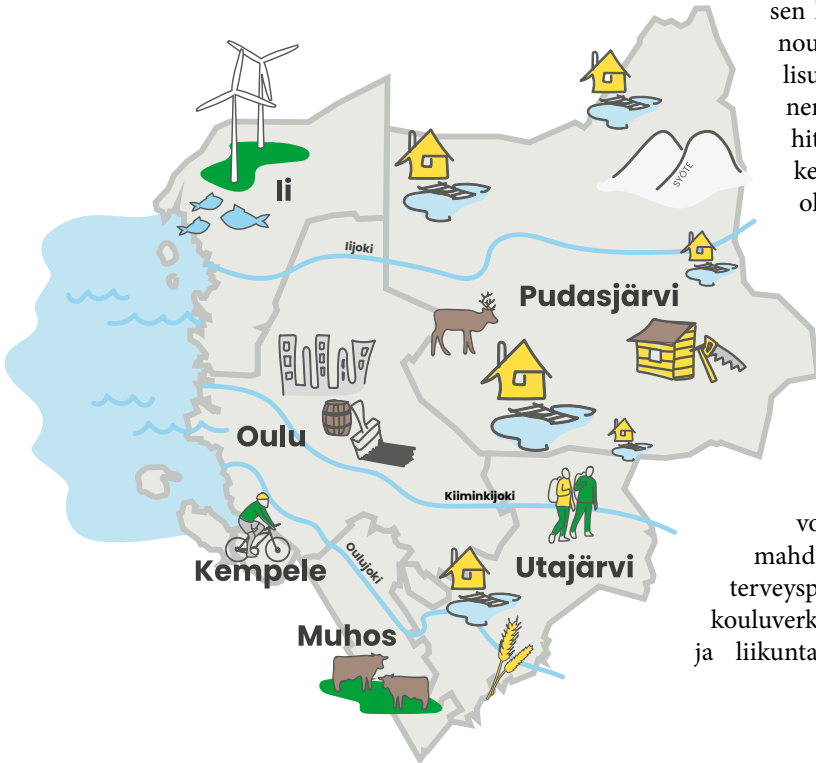 sen
nou
lisu
ner
hit
ke
ol
SYÖTE
Ii
Iijoki
Pudasjärvi
Oulu
Kiiminkijoki
Kempele
Oulujoki
Utajärvi
Muhos
vo
mahd
terveysp
kouluverk
ja liikunta